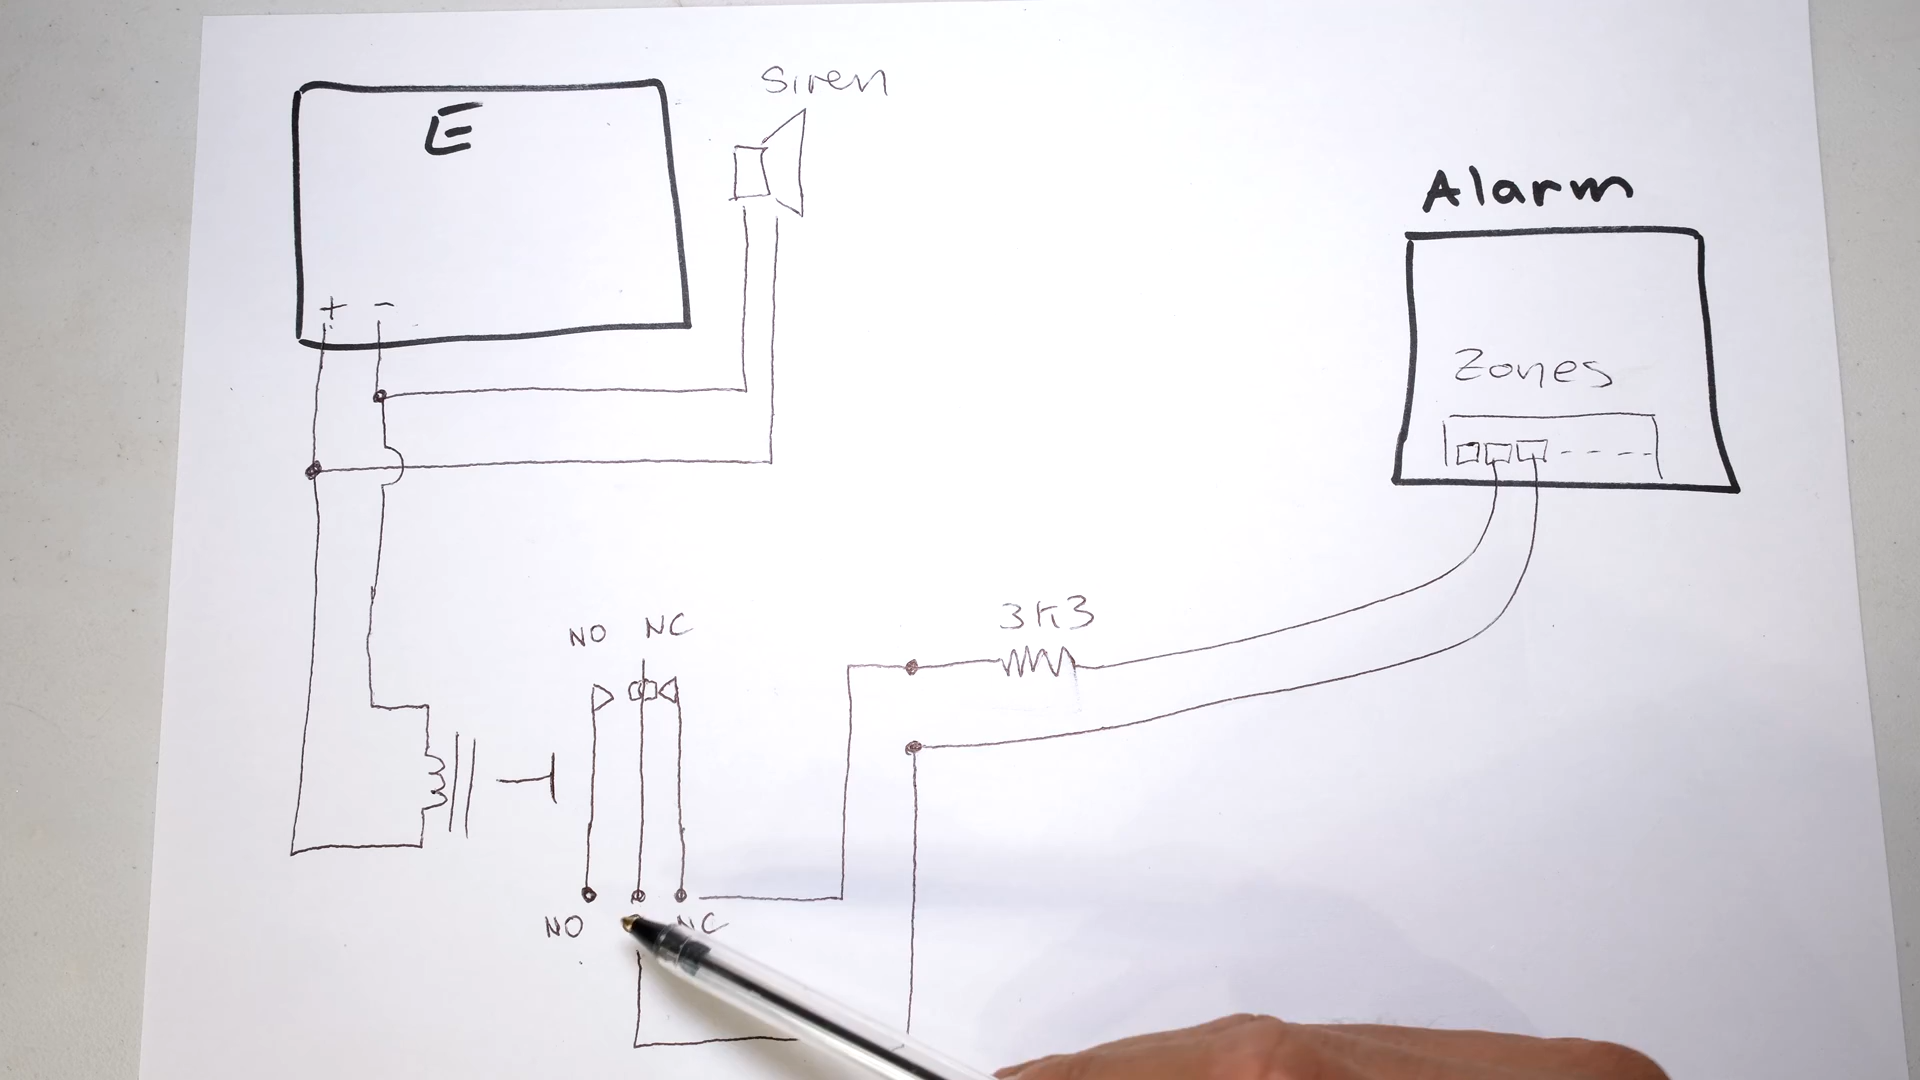 Siren
E
Alarm
+ −
Zones
NO NC
3K3
NO NC